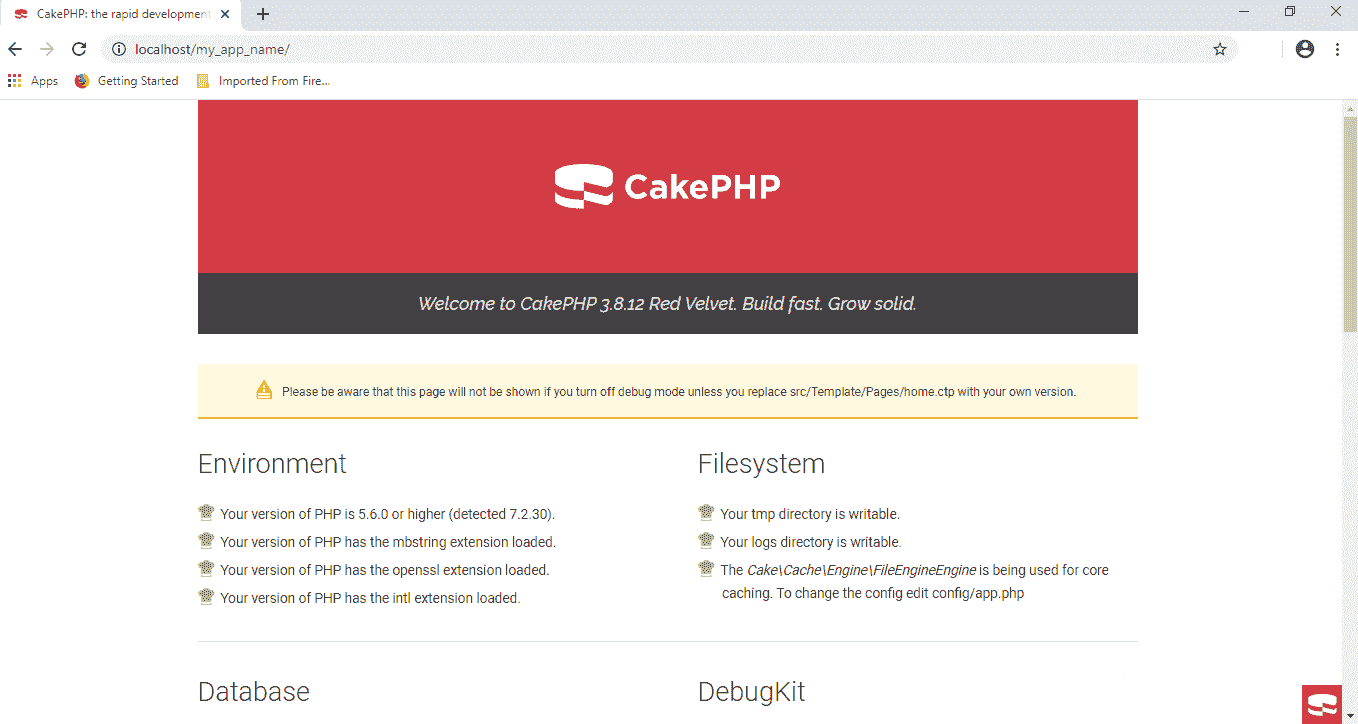 CakePHP: the rapid development
localhost/my_app_name/
Apps Getting Started Imported From Fire...
CakePHP
Welcome to CakePHP 3.8.12 Red Velvet. Build fast. Grow solid.
Please be aware that this page will not be shown if you turn off debug mode unless you replace src/Template/Pages/home.ctp with your own version.
Environment
Your version of PHP is 5.6.0 or higher (detected 7.2.30).
Your version of PHP has the mbstring extension loaded.
Your version of PHP has the openssl extension loaded.
Your version of PHP has the intl extension loaded.
Filesystem
Your tmp directory is writable.
Your logs directory is writable.
The Cake\Cache\Engine\FileEngineEngine is being used for core
caching. To change the config edit config/app.php
Database
DebugKit